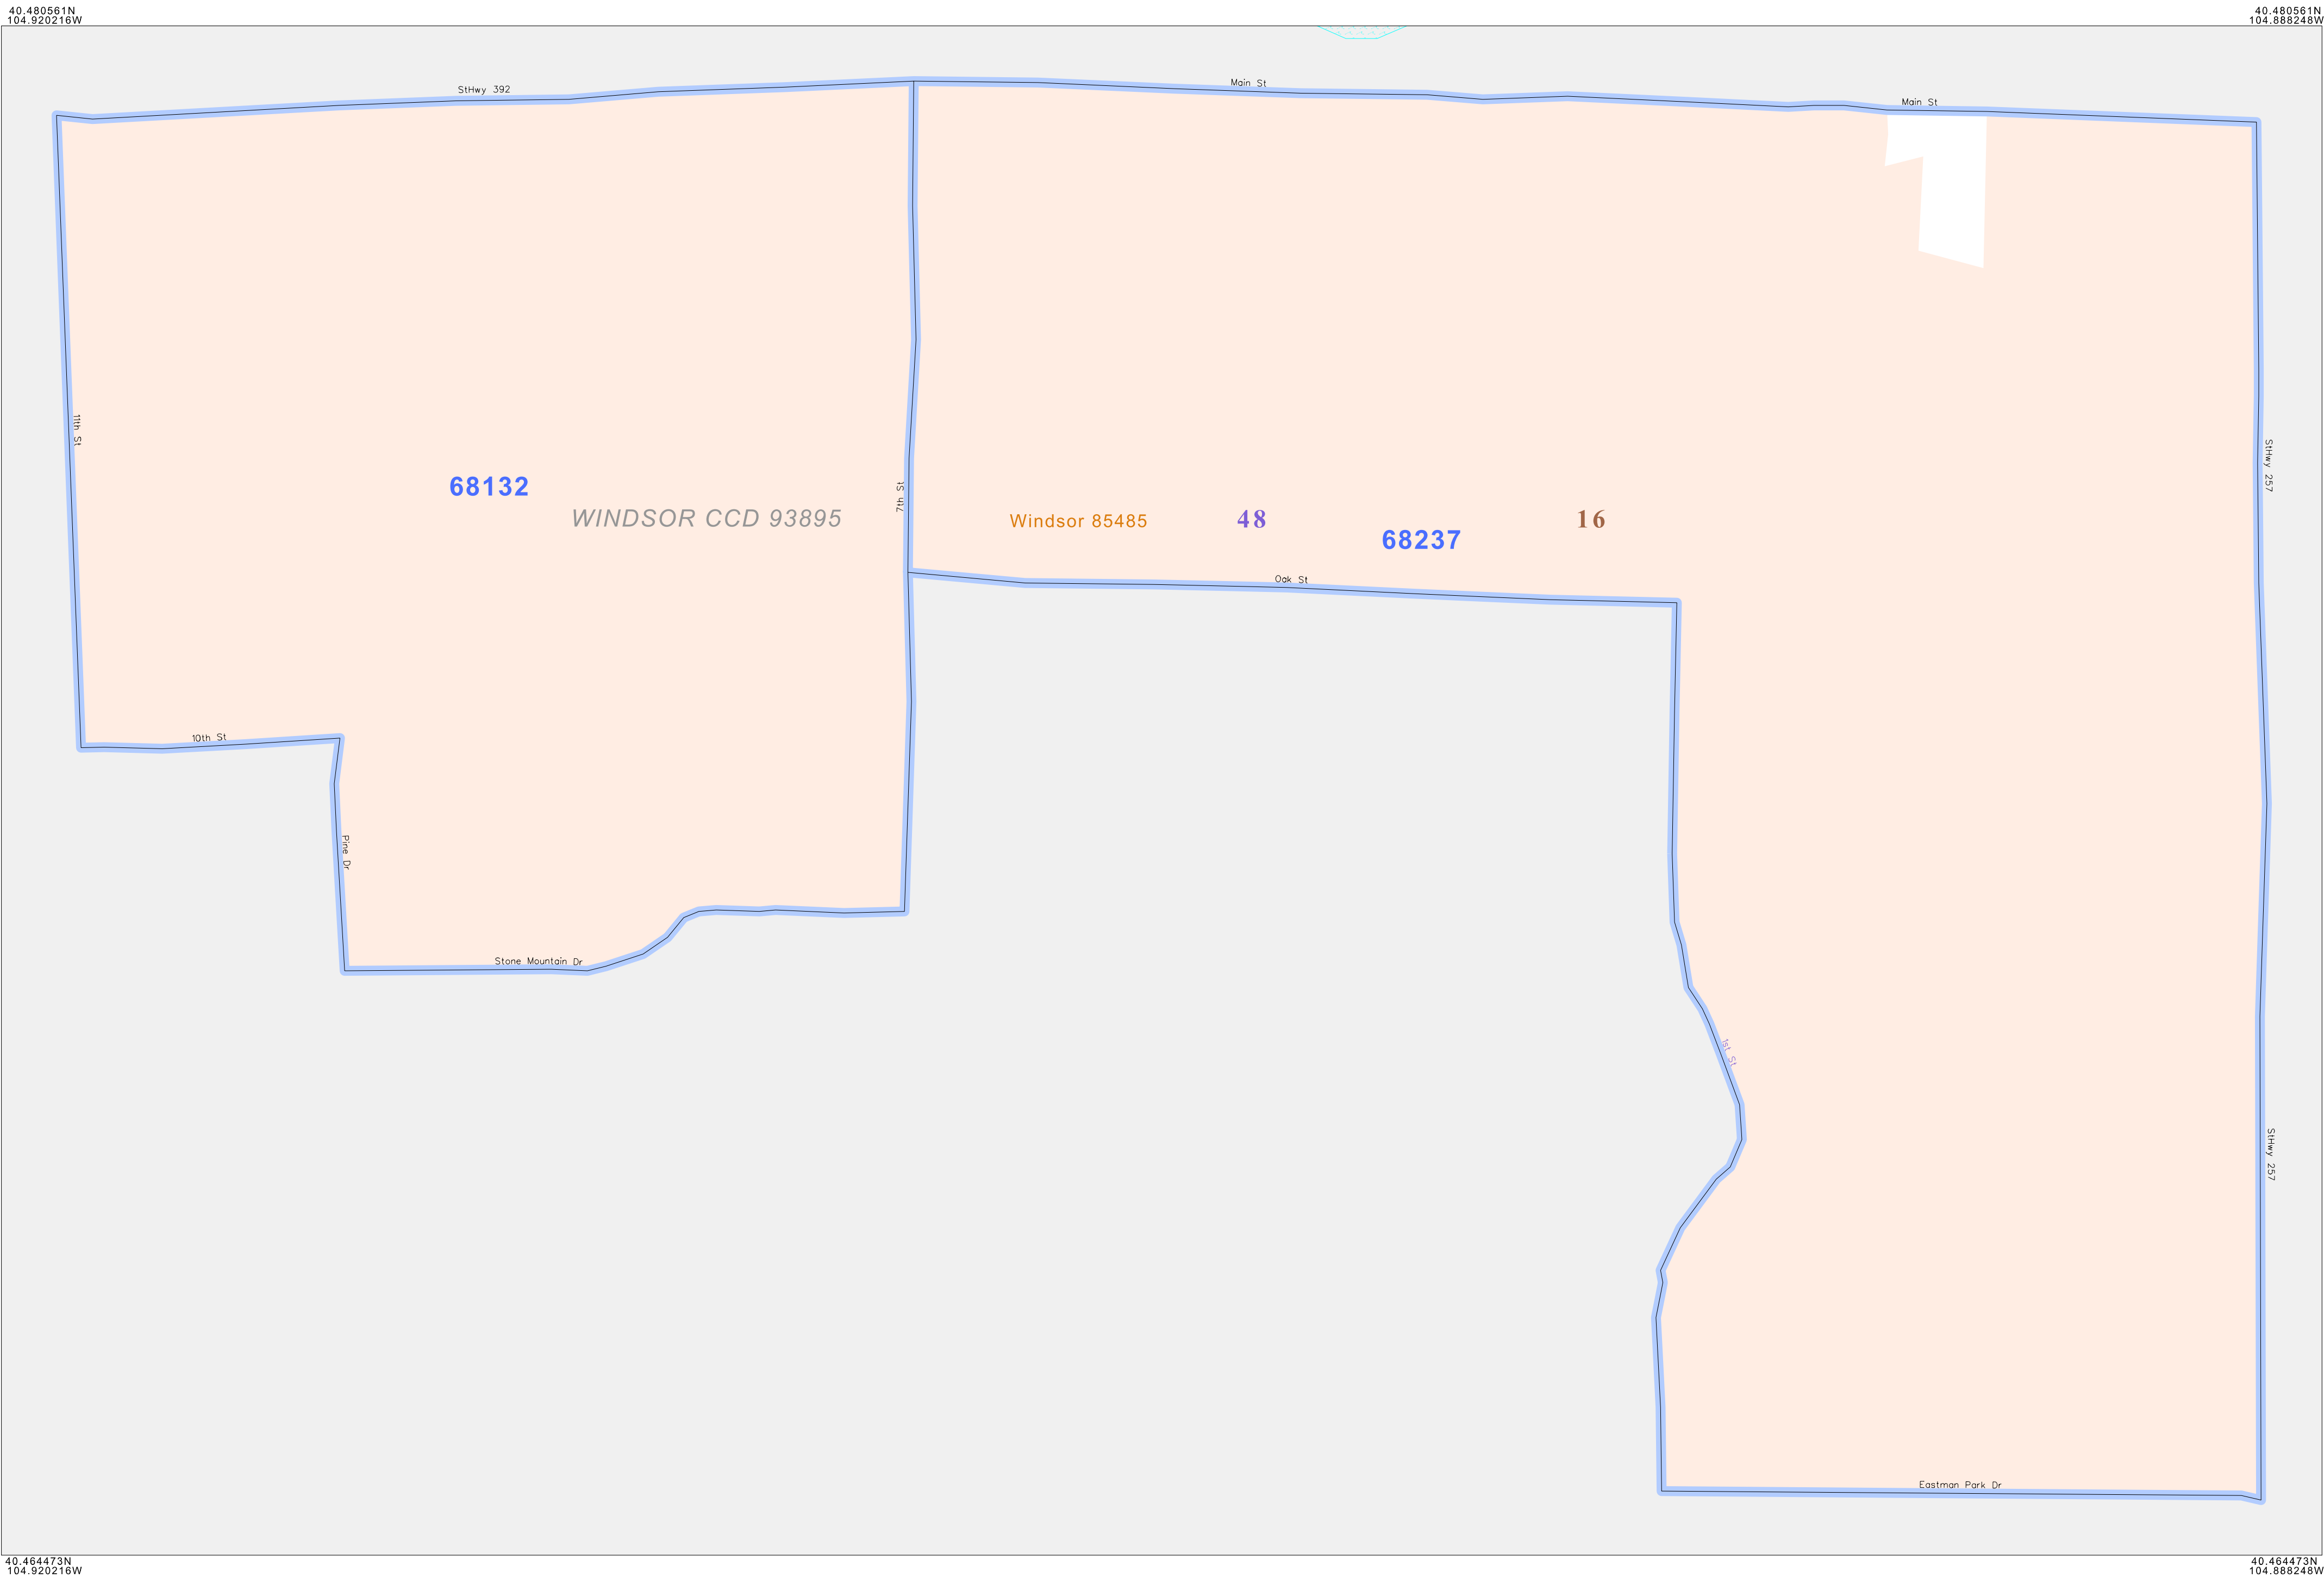 40.480561N
104.920216W
40.480561N
104.888248W
StHwy 392
Main St
Main St
11th St
68132
WINDSOR CCD 93895
7th St
Windsor 85485
48
68237
16
StHwy 257
Oak St
10th St
Pine Dr
Stone Mountain Dr
1st St
StHwy 257
Eastman Park Dr
40.464473N
104.920216W
40.464473N
104.888248W